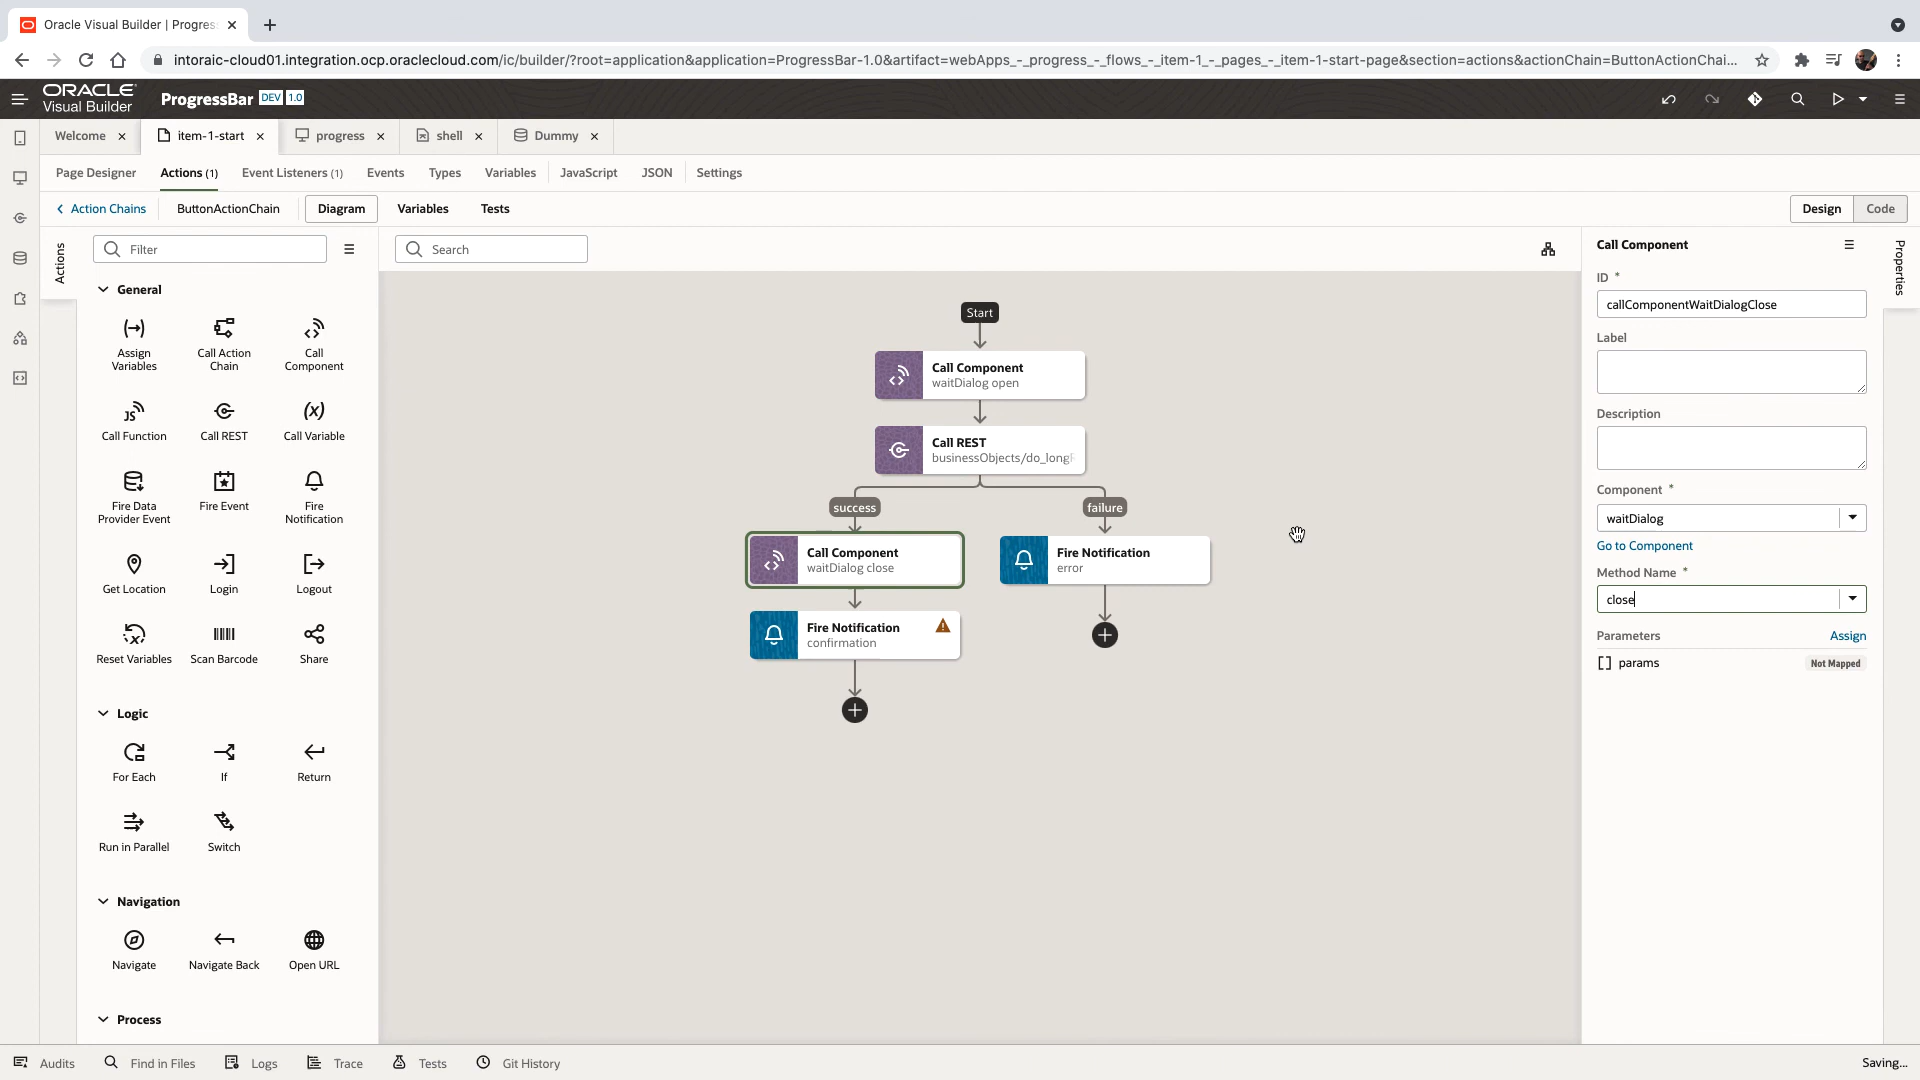 Oracle Visual Builder | Progres
intoraic-cloud01.integration.ocp.oraclecloud.com/ic/builder/?root=application&application=ProgressBar-1.0&artifact=webApps_-_progress_-_flows_-_item-1_-_pages_-_item-1-start-page&section=actions&actionChain=ButtonActionChai...
ORACLE
Visual Builder
ProgressBar DEV 1.0
Welcome
item-1-start
progress
shell
Dummy
Page Designer
Actions (1)
Event Listeners (1)
Events
Types
Variables
JavaScript
JSON
Settings
Action Chains
ButtonActionChain
Diagram
Variables
Tests
Design
Code
Actions
Filter
Search
General
Assign Variables
Call Action Chain
Call Component
Call Function
Call REST
Call Variable
Fire Data Provider Event
Fire Event
Fire Notification
Get Location
Login
Logout
Reset Variables
Scan Barcode
Share
Logic
For Each
If
Return
Run in Parallel
Switch
Navigation
Navigate
Navigate Back
Open URL
Process
Start
Call Component
waitDialog open
Call REST
businessObjects/do_longR
success
failure
Call Component
waitDialog close
Fire Notification
error
Fire Notification
confirmation
Call Component
Properties
ID *
callComponentWaitDialogClose
Label
Description
Component *
waitDialog
Go to Component
Method Name *
close
Parameters
Assign
[] params
Not Mapped
Audits
Find in Files
Logs
Trace
Tests
Git History
Saving...